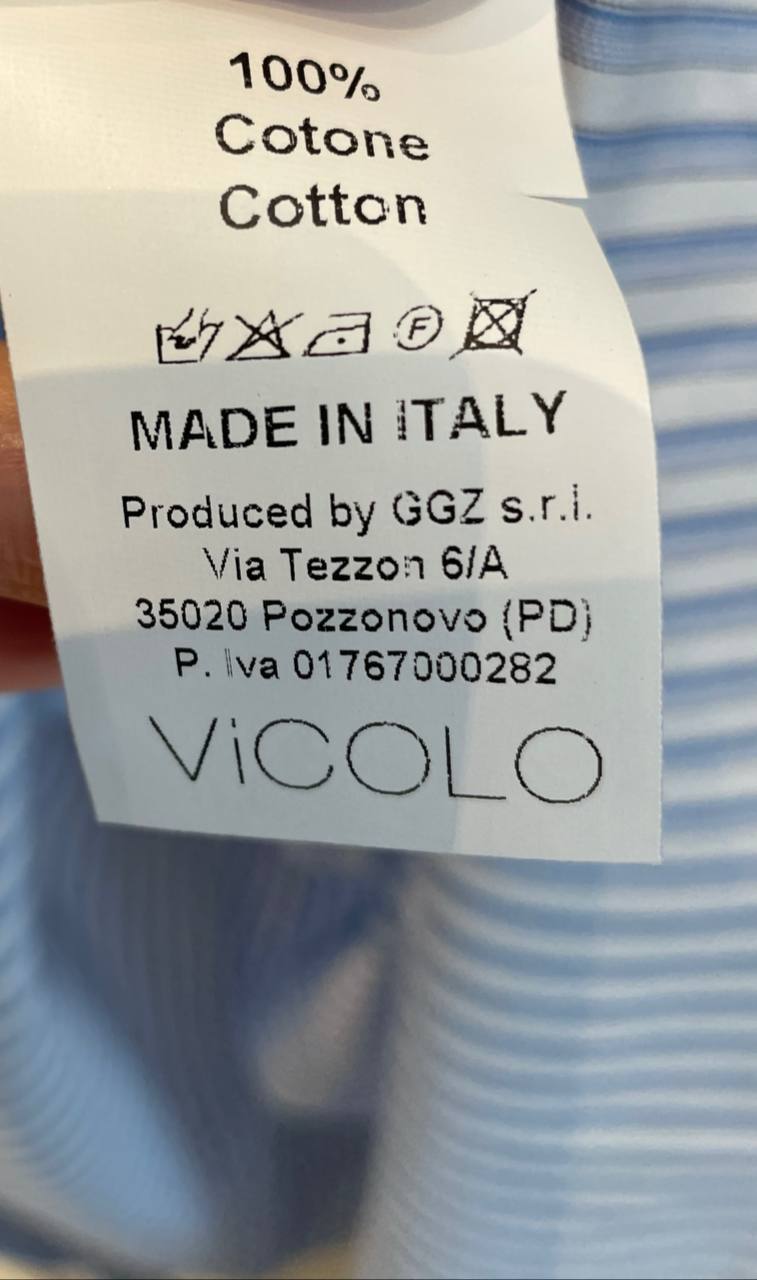 100%
Cotone
Cotton
F
MADE IN ITALY
Produced by GGZ s.r.l.
Via Tezzon 6/A
35020 Pozzonovo (PD)
P. Iva 01767000282
ViCOLO